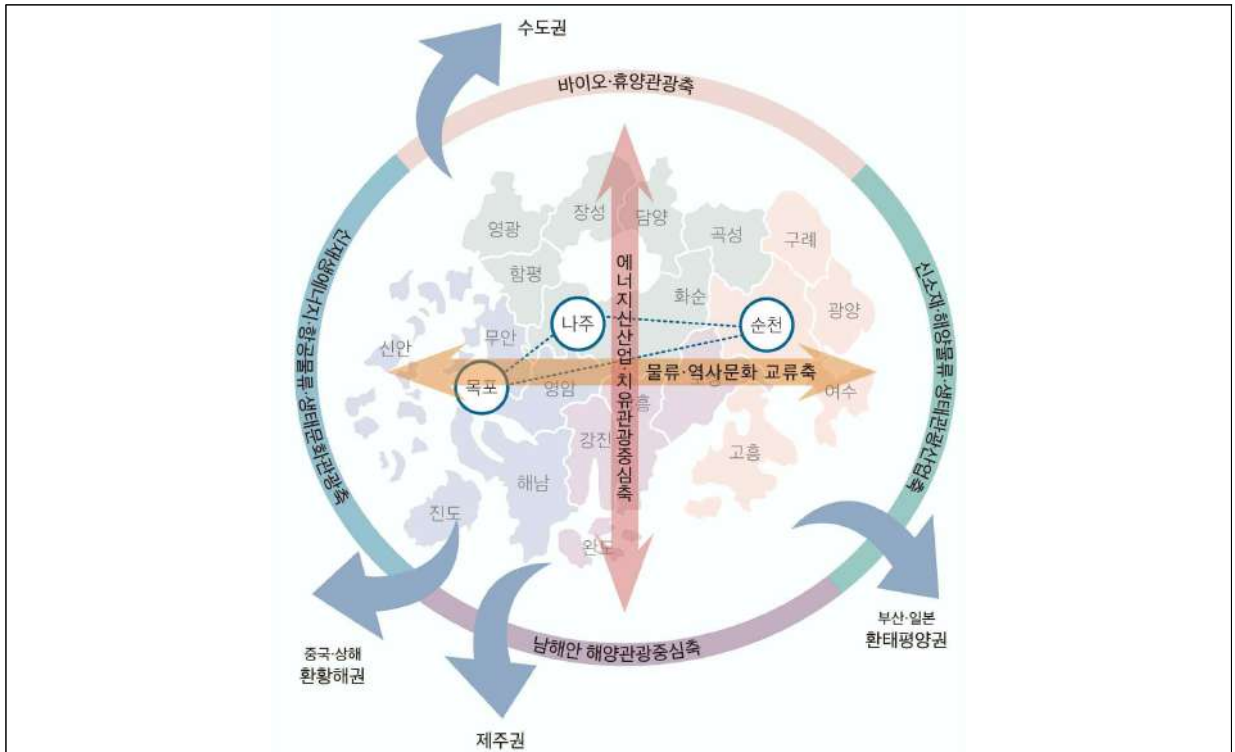 수도권
바이오·휴양관광축
장성
담양
영광
곡성
구례
함평
에너지신산업·치유관광중심축
화순
광양
나주
순천
무안
신안
신재생에너지·항공물류·생태문화관광축
신소재·해양물류·생태관광산업축
물류·역사문화 교류축
목포
영암
여수
흥
강진
고흥
해남
진도
완도
부산·일본
환태평양권
남해안 해양관광중심축
중국·상해
환황해권
제주권